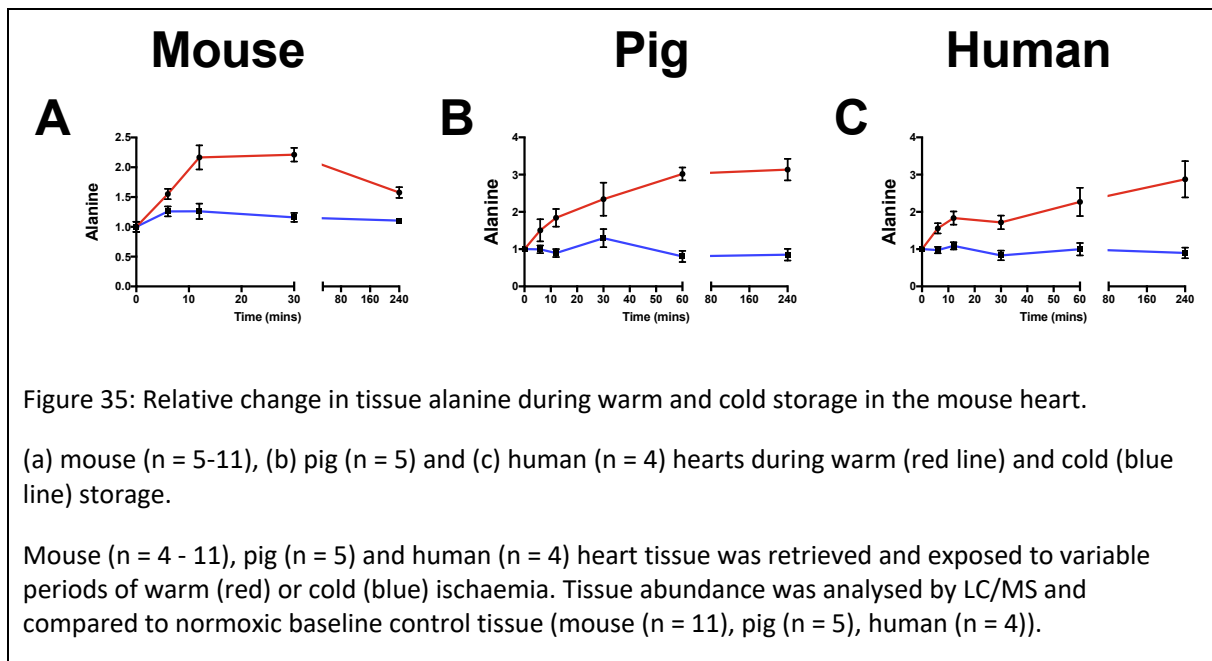 Mouse Pig Human
A B C
Alanine
2.5
2.0
1.5
1.0
0.5
0.0
0 10 20 30 80 160 240
Time (mins)
Alanine
4
3
2
1
0
0 10 20 30 40 50 60 80 160 240
Time (mins)
Alanine
4
3
2
1
0
0 10 20 30 40 50 60 80 160 240
Time (mins)
Figure 35: Relative change in tissue alanine during warm and cold storage in the mouse heart.
(a) mouse (n = 5-11), (b) pig (n = 5) and (c) human (n = 4) hearts during warm (red line) and cold (blue
line) storage.
Mouse (n = 4 - 11), pig (n = 5) and human (n = 4) heart tissue was retrieved and exposed to variable
periods of warm (red) or cold (blue) ischaemia. Tissue abundance was analysed by LC/MS and
compared to normoxic baseline control tissue (mouse (n = 11), pig (n = 5), human (n = 4)).